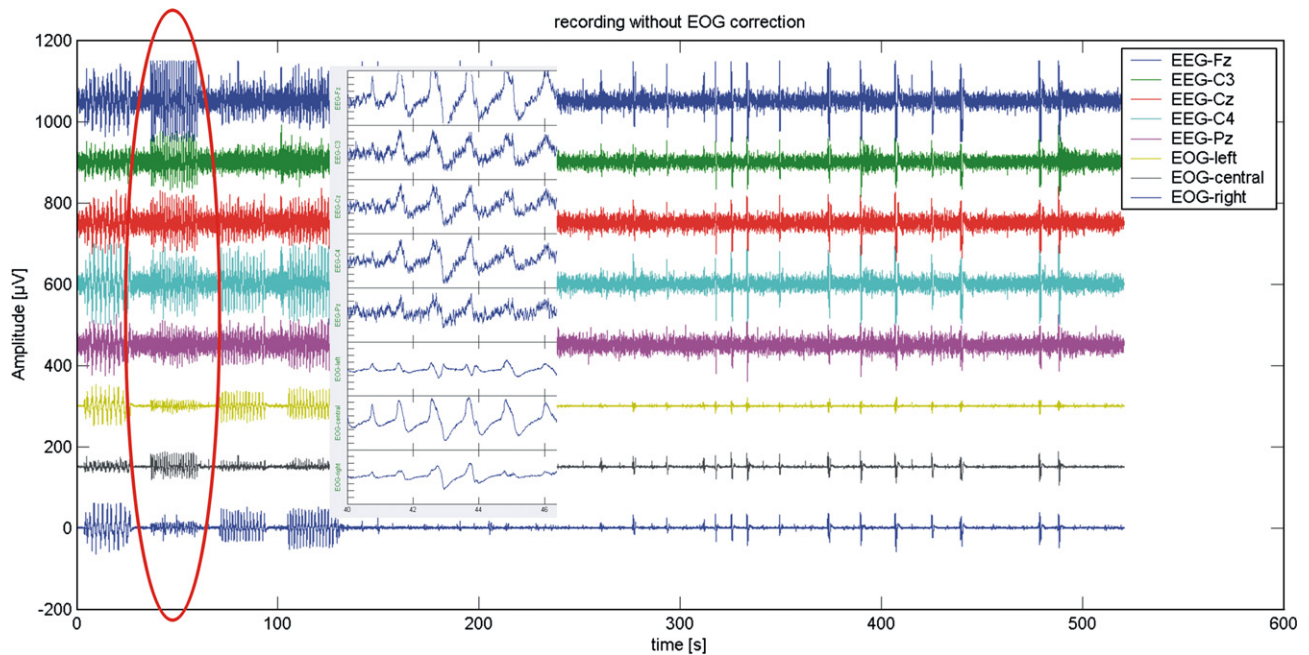 recording without EOG correction
1200
1000
800
600
400
200
0
-200
Amplitude [µV]
0
100
200
300
400
500
600
time [s]
EEG-Fz
EEG-C3
EEG-Cz
EEG-C4
EEG-Pz
EOG-left
EOG-central
EOG-right
EEG-Fz
EEG-C3
EEG-Cz
EEG-C4
EEG-Pz
EOG-left
EOG-central
EOG-right
40
42
44
46